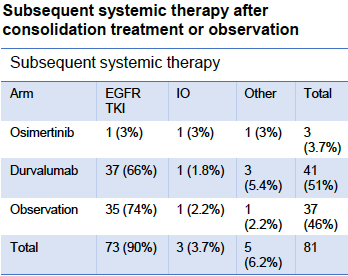 Subsequent systemic therapy after
consolidation treatment or observation
Subsequent systemic therapy
Arm EGFR TKI IO Other Total
Osimertinib 1 (3%) 1 (3%) 1 (3%) 3 (3.7%)
Durvalumab 37 (66%) 1 (1.8%) 3 (5.4%) 41 (51%)
Observation 35 (74%) 1 (2.2%) 1 (2.2%) 37 (46%)
Total 73 (90%) 3 (3.7%) 5 (6.2%) 81